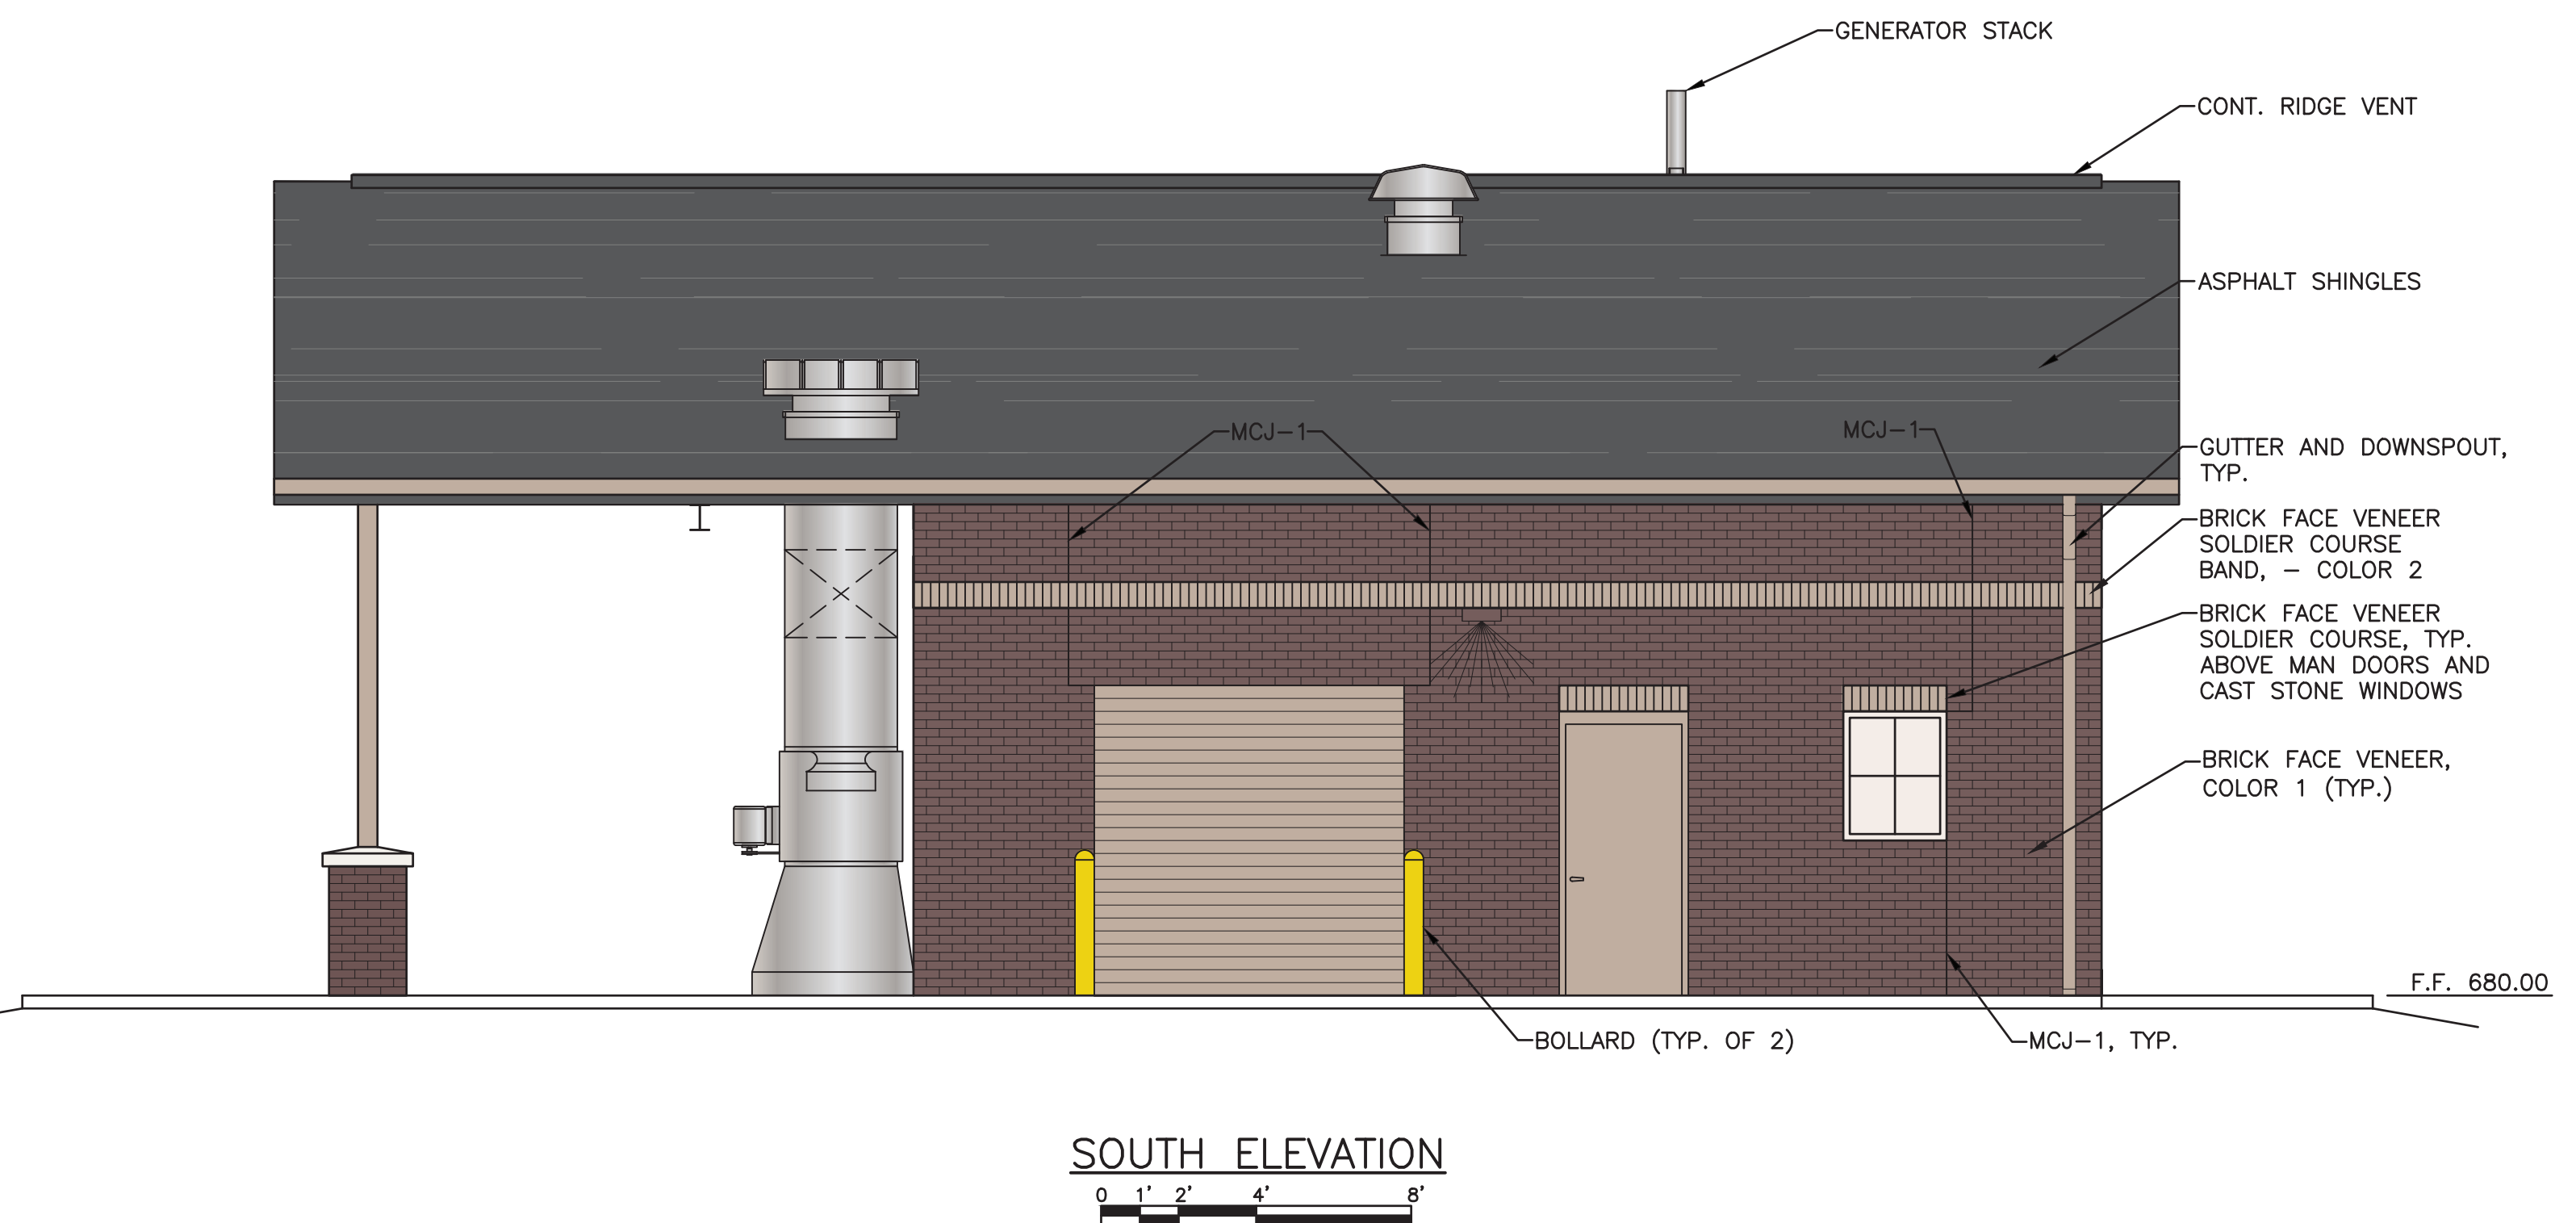 GENERATOR STACK
CONT. RIDGE VENT
ASPHALT SHINGLES
MCJ-1
MCJ-1
GUTTER AND DOWNSPOUT,
TYP.
BRICK FACE VENEER
SOLDIER COURSE
BAND, - COLOR 2
BRICK FACE VENEER
SOLDIER COURSE, TYP.
ABOVE MAN DOORS AND
CAST STONE WINDOWS
BRICK FACE VENEER,
COLOR 1 (TYP.)
F.F. 680.00
BOLLARD (TYP. OF 2)
MCJ-1, TYP.
SOUTH ELEVATION
0 1' 2' 4' 8'